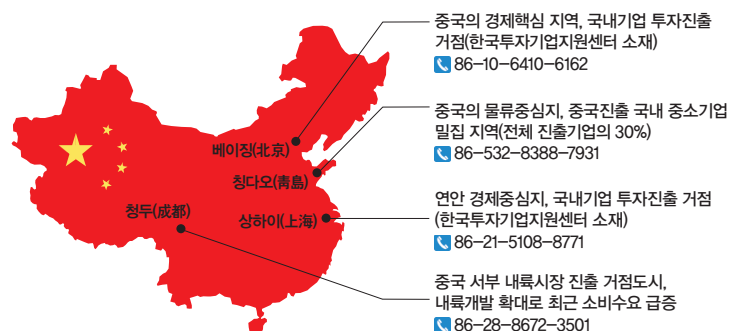 중국의 경제핵심 지역, 국내기업 투자진출
거점(한국투자기업지원센터 소재)
86-10-6410-6162
중국의 물류중심지, 중국진출 국내 중소기업
밀집 지역(전체 진출기업의 30%)
86-532-8388-7931
베이징(北京)
칭다오(靑島)
청두(成都)
상하이(上海)
연안 경제중심지, 국내기업 투자진출 거점
(한국투자기업지원센터 소재)
86-21-5108-8771
중국 서부 내륙시장 진출 거점도시,
내륙개발 확대로 최근 소비수요 급증
86-28-8672-3501